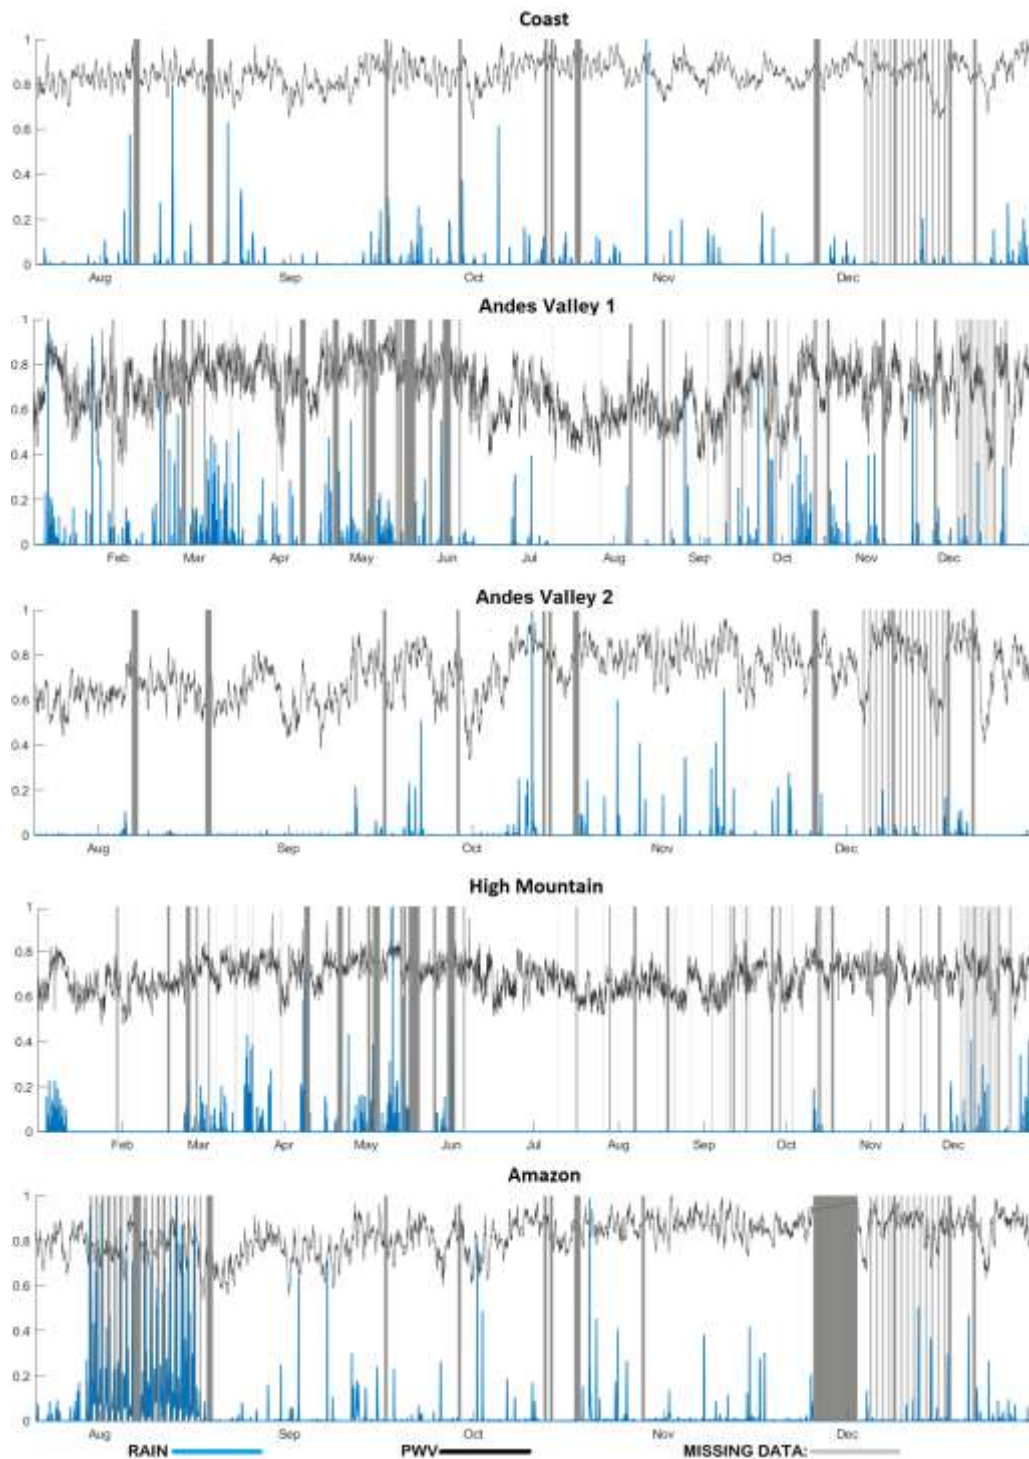 Coast
1
0.8
0.6
0.4
0.2
0
Aug Sep Oct Nov Dec
Andes Valley 1
1
0.8
0.6
0.4
0.2
0
Feb Mar Apr May Jun Jul Aug Sep Oct Nov Dec
Andes Valley 2
1
0.8
0.6
0.4
0.2
0
Aug Sep Oct Nov Dec
High Mountain
1
0.8
0.6
0.4
0.2
0
Feb Mar Apr May Jun Jul Aug Sep Oct Nov Dec
Amazon
1
0.8
0.6
0.4
0.2
0
Aug Sep Oct Nov Dec
RAIN PWV MISSING DATA: